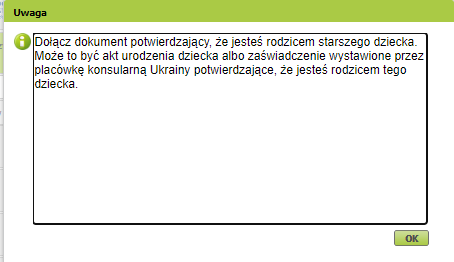 Uwaga
Dołącz dokument potwierdzający, że jesteś rodzicem starszego dziecka.
Może to być akt urodzenia dziecka albo zaświadczenie wystawione przez
placówkę konsularną Ukrainy potwierdzające, że jesteś rodzicem tego
dziecka.
OK